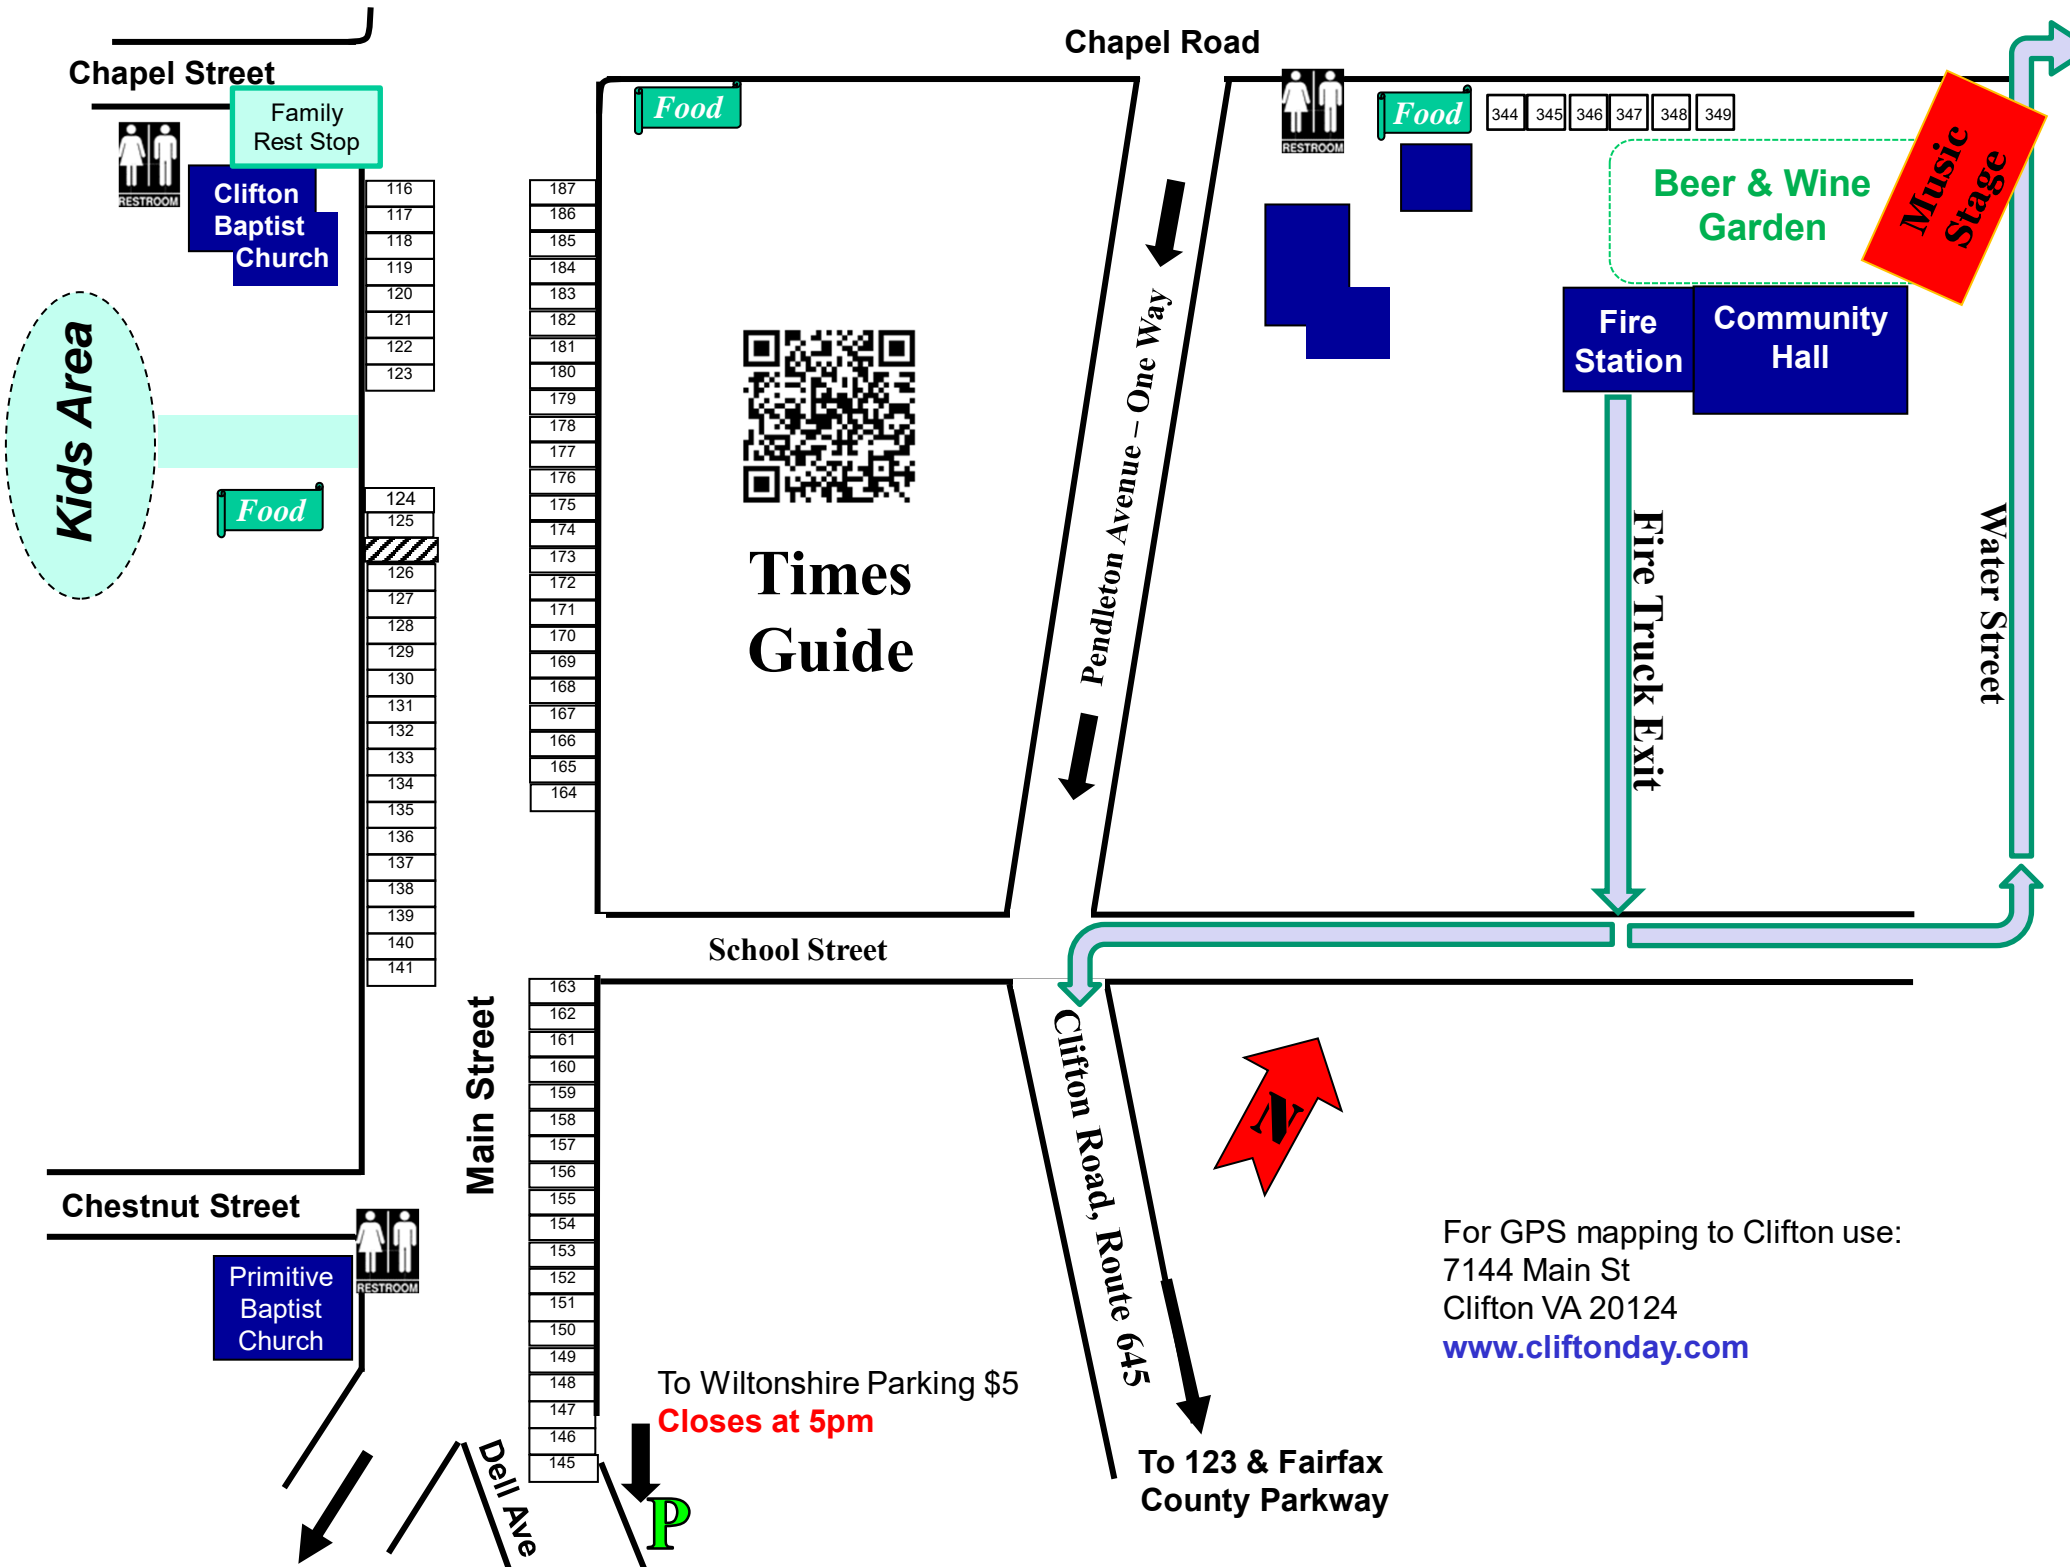 Chapel Road
Chapel Street
Family
Rest Stop
RESTROOM
Clifton
Baptist
Church
Food
RESTROOM
Food
344
345
346
347
348
349
Beer & Wine
Garden
Music
Stage
Fire
Station
Community
Hall
Kids Area
Food
116
117
118
119
120
121
122
123
124
125
126
127
128
129
130
131
132
133
134
135
136
137
138
139
140
141
187
186
185
184
183
182
181
180
179
178
177
176
175
174
173
172
171
170
169
168
167
166
165
164
Times
Guide
Pendleton Avenue – One Way
Fire Truck Exit
Water Street
School Street
Main Street
163
162
161
160
159
158
157
156
155
154
153
152
151
150
149
148
147
146
145
Clifton Road, Route 645
N
Chestnut Street
RESTROOM
Primitive
Baptist
Church
For GPS mapping to Clifton use:
7144 Main St
Clifton VA 20124
www.cliftonday.com
To Wiltonshire Parking $5
Closes at 5pm
Dell Ave
P
To 123 & Fairfax
County Parkway